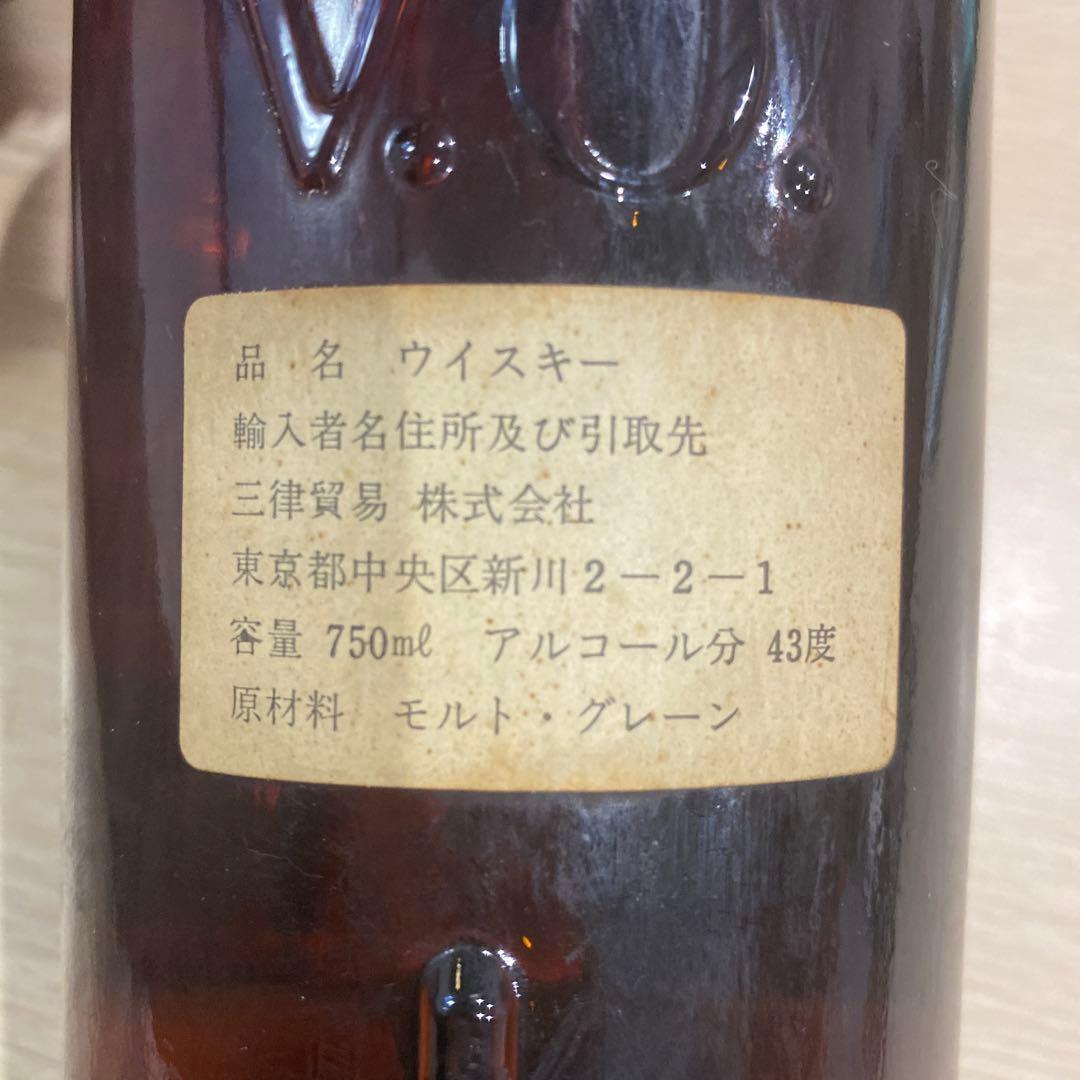 V.O.
品 名 ウイスキー
輸入者名住所及び引取先
三律貿易 株式会社
東京都中央区新川2-2-1
容量 750ml アルコール分 43度
原材料 モルト・グレーン